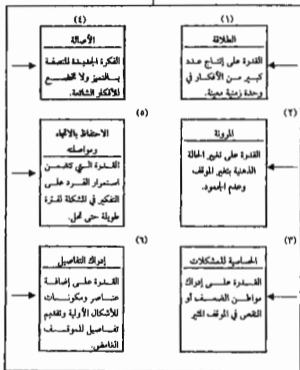 (١)
الطلاقة
القدرة على إنتاج عدد
كبير من الأفكار في
وحدة زمنية معينة.
(٢)
المرونة
القدرة على تغيير الحالة
الذهنية بتغير الموقف
وعدم الجمود.
(٣)
الحساسية للمشكلات
القدرة على إدراك
مواطن الضعف أو
النقص في الموقف المثير
(٤)
الأصالة
الفكرة الجديدة المتصفة
بالتميز ولا تخضع
للأفكار الشائعة.
(٥)
الاحتفاظ بالاتجاه
ومواصلته
القدرة التي تتضمن
استمرار الفرد على
التفكير في المشكلة لفترة
طويلة حتى تحل.
(٦)
إدراك التفاصيل
القدرة على إضافة
عناصر ومكونات
للأشكال الأولية وتقديم
تفاصيل للموقف
الغامض.